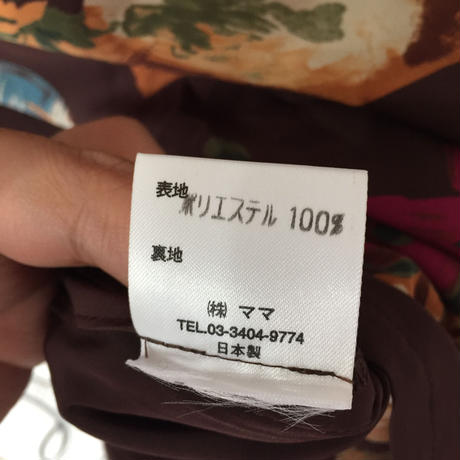 表地
ポリエステル 100%
裏地
(株) ママ
TEL.03-3404-9774
日本製